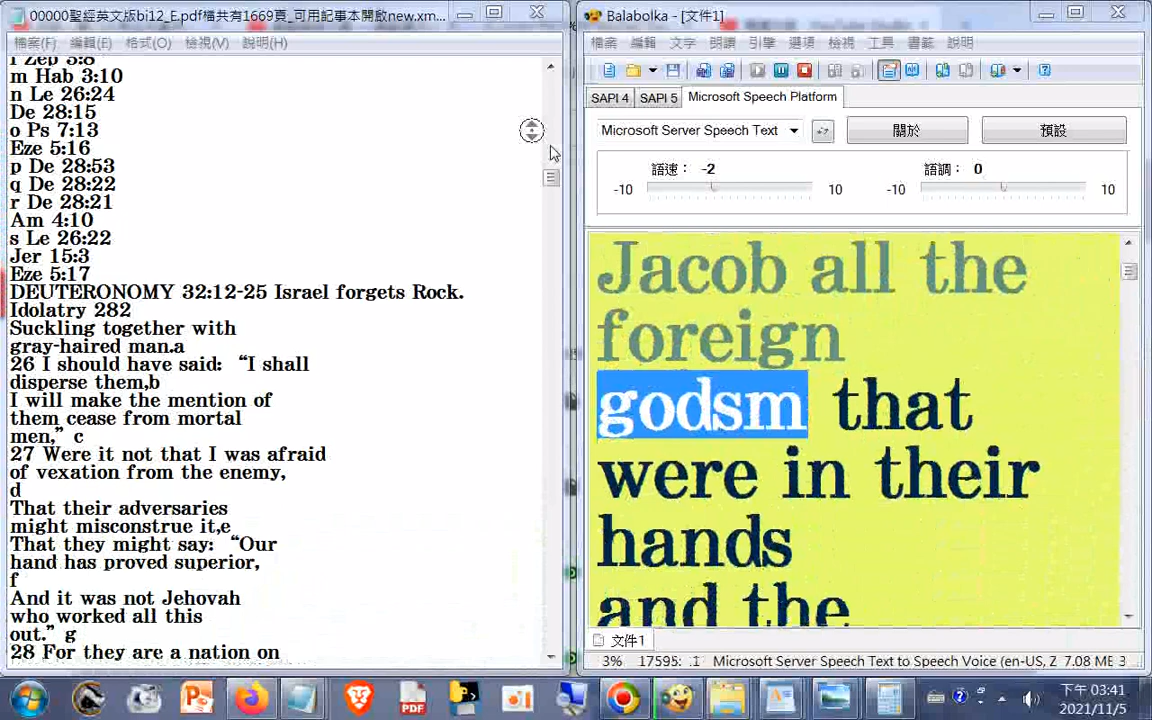 00000聖經英文版bi12_E.pdf檔共有1669頁_可用記事本開啟new.xm...
檔案(F) 編輯(E) 格式(O) 檢視(V) 說明(H)
r Zep 3:8
m Hab 3:10
n Le 26:24
De 28:15
o Ps 7:13
Eze 5:16
p De 28:53
q De 28:22
r De 28:21
Am 4:10
s Le 26:22
Jer 15:3
Eze 5:17
DEUTERONOMY 32:12-25 Israel forgets Rock.
Idolatry 282
Suckling together with
gray-haired man.a
26 I should have said: “I shall
disperse them,b
I will make the mention of
them cease from mortal
men,” c
27 Were it not that I was afraid
of vexation from the enemy,
d
That their adversaries
might misconstrue it,e
That they might say: “Our
hand has proved superior,
f
And it was not Jehovah
who worked all this
out.” g
28 For they are a nation on
Balabolka - [文件1]
檔案 編輯 文字 朗讀 引擎 選項 檢視 工具 書籤 說明
SAPI 4 SAPI 5 Microsoft Speech Platform
Microsoft Server Speech Text 關於 預設
語速： -2 語調： 0
-10 10 -10 10
Jacob all the
foreign
godsm that
were in their
hands
and the
文件1
3% 17595: .1 Microsoft Server Speech Text to Speech Voice (en-US, Z 7.08 ME 3
下午 03:41
2021/11/5